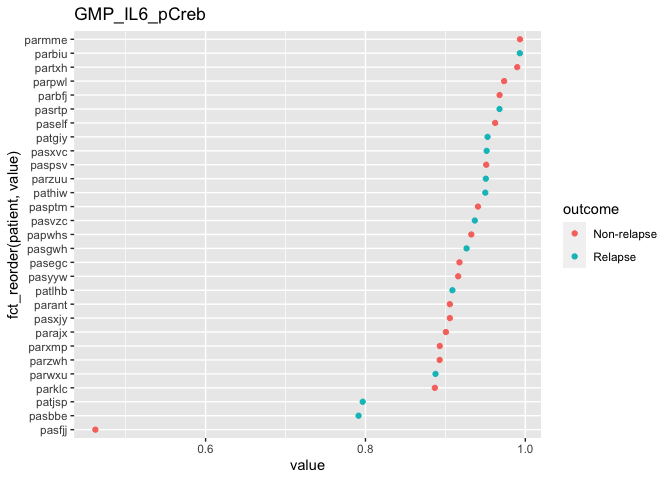 GMP_IL6_pCreb
fct_reorder(patient, value)
parmme
parbiu
partxh
parpwl
parbfj
pasrtp
paself
patgiy
pasxvc
paspsv
parzuu
pathiw
pasptm
pasvzc
papwhs
pasgwh
pasegc
pasyyw
patlhb
parant
pasxjy
parajx
parxmp
parzwh
parwxu
parklc
patjsp
pasbbe
pasfjj
0.6 0.8 1.0
value
outcome
Non-relapse
Relapse